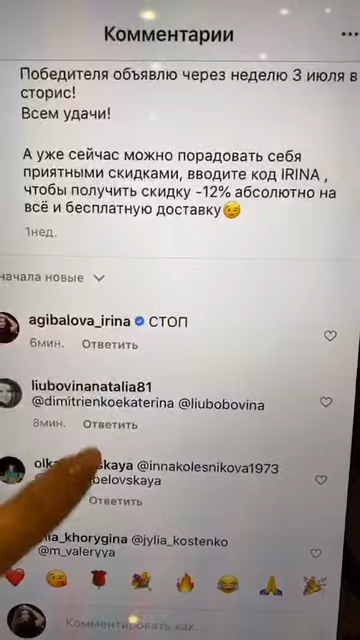 Комментарии
Победителя объявлю через неделю 3 июля в
сторис!
Всем удачи!
А уже сейчас можно порадовать себя
приятными скидками, вводите код IRINA ,
чтобы получить скидку -12% абсолютно на
всё и бесплатную доставку😉
1нед.
начала новые
agibalova_irina СТОП
6мин. Ответить
liubovinanatalia81
@dimitrienkoekaterina @liubobovina
8мин. Ответить
@innakolesnikova1973
Ответить
@jylia_kostenko
@m_valeryya
❤️ 😘 🌹 💐 🔥 😂 🙏 🎉
Комментировать как...